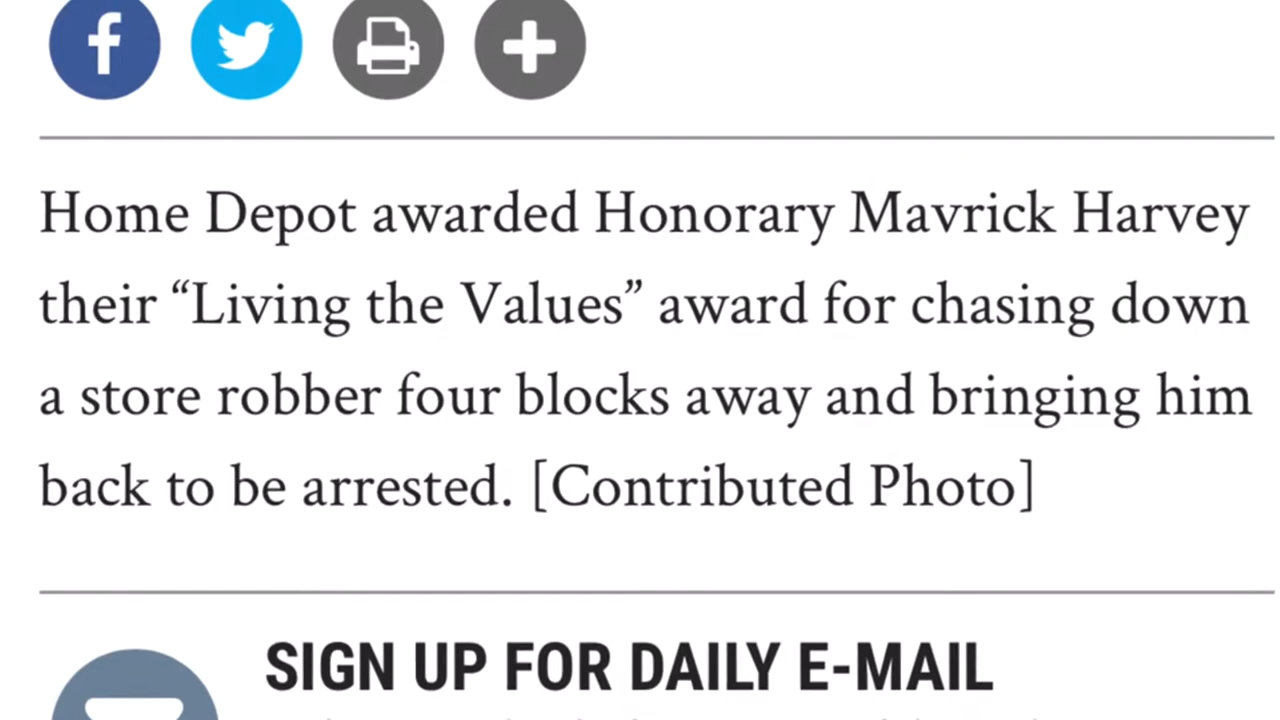 Home Depot awarded Honorary Mavrick Harvey
their “Living the Values” award for chasing down
a store robber four blocks away and bringing him
back to be arrested. [Contributed Photo]
SIGN UP FOR DAILY E-MAIL